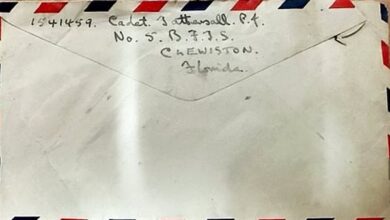 1541459. Cadet. Tattersall. P. J.
No. 5. B. F. T. S.
CLEWISTON.
Florida.